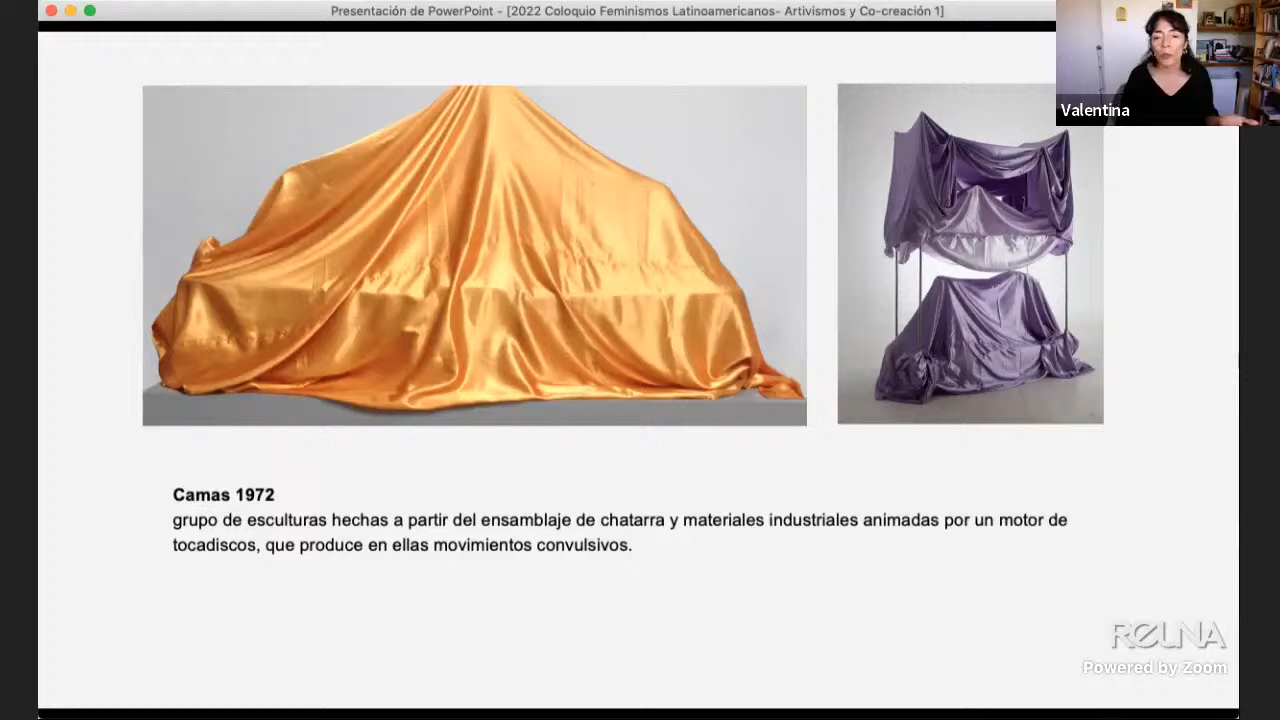 Presentación de PowerPoint - [2022 Coloquio Feminismos Latinoamericanos- Artivismos y Co-creación 1]
Valentina
Camas 1972
grupo de esculturas hechas a partir del ensamblaje de chatarra y materiales industriales animadas por un motor de
tocadiscos, que produce en ellas movimientos convulsivos.
REUNA
Powered by Zoom